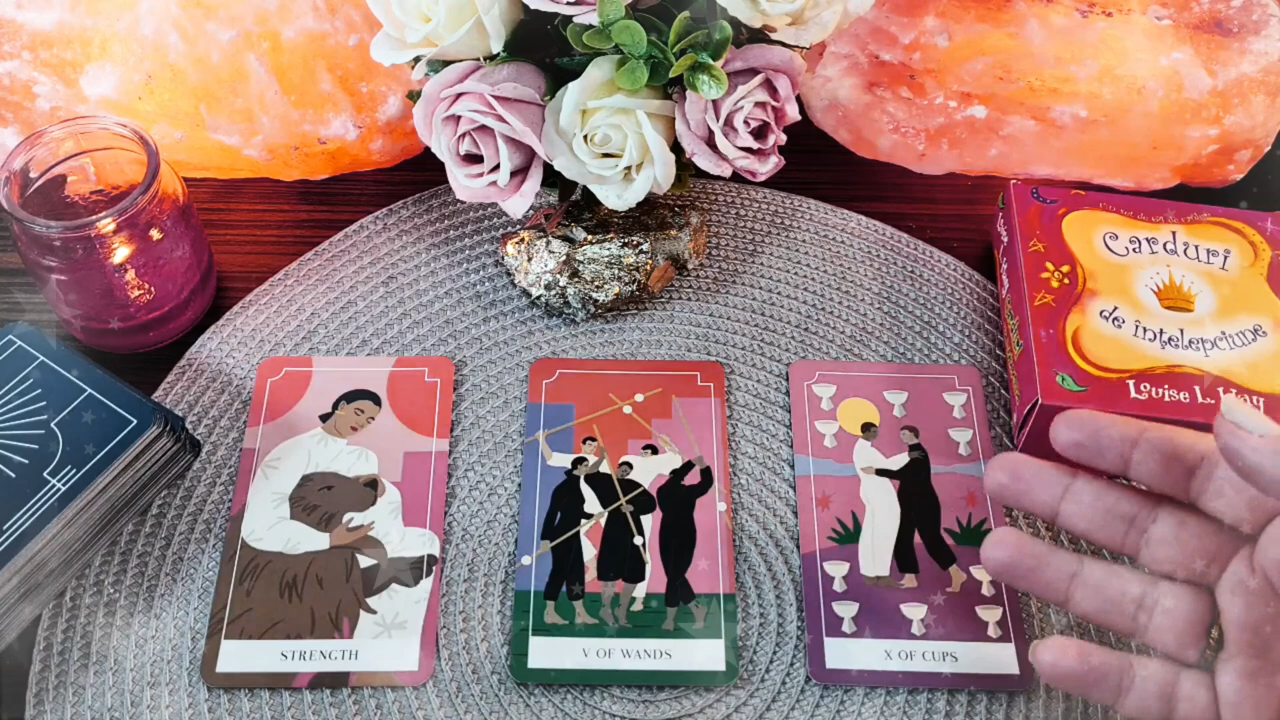 Carduri
de înțelepciune
Louise L. Hay
STRENGTH
V OF WANDS
X OF CUPS